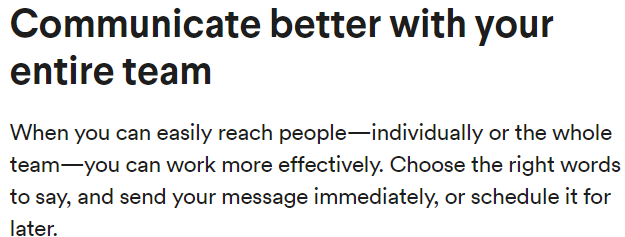 Communicate better with your
entire team
When you can easily reach people—individually or the whole
team—you can work more effectively. Choose the right words
to say, and send your message immediately, or schedule it for
later.